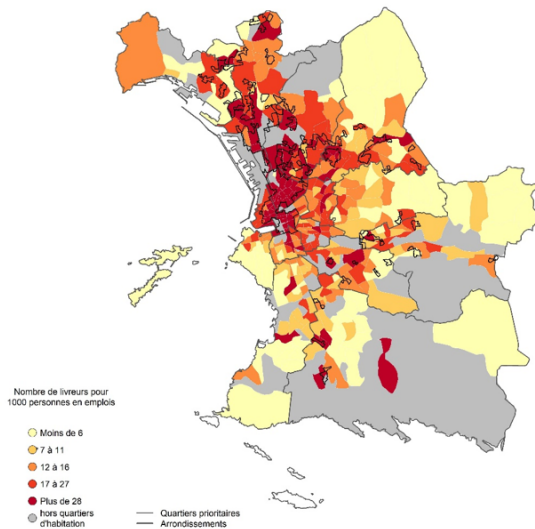 Nombre de livreurs pour
1000 personnes en emplois
Moins de 6
7 à 11
12 à 16
17 à 27
Plus de 28
hors quartiers
d'habitation
Quartiers prioritaires
Arrondissements